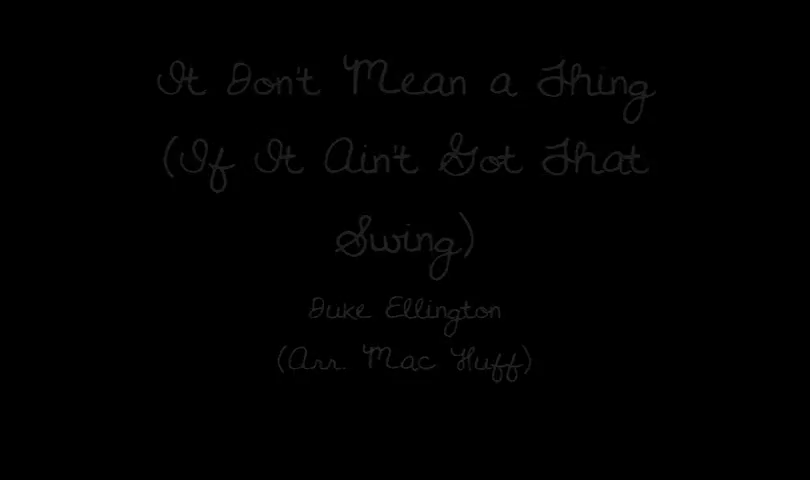 It Don't Mean a Thing
(If It Ain't Got That
Swing)
Duke Ellington
(Arr. Mac Huff)